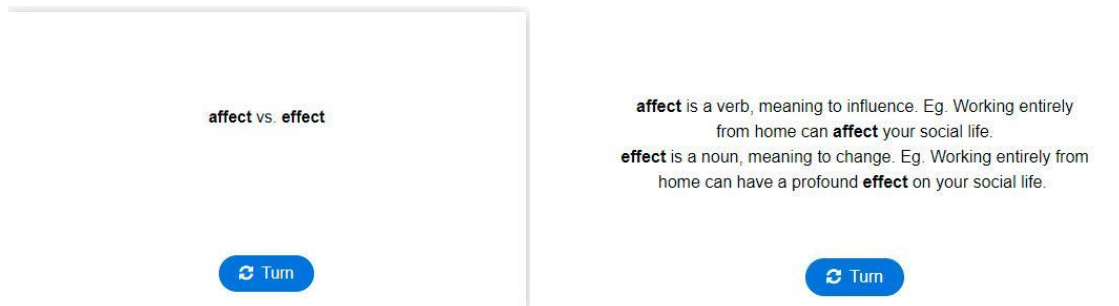 affect vs. effect
Turn
affect is a verb, meaning to influence. Eg. Working entirely
from home can affect your social life.
effect is a noun, meaning to change. Eg. Working entirely from
home can have a profound effect on your social life.
Turn